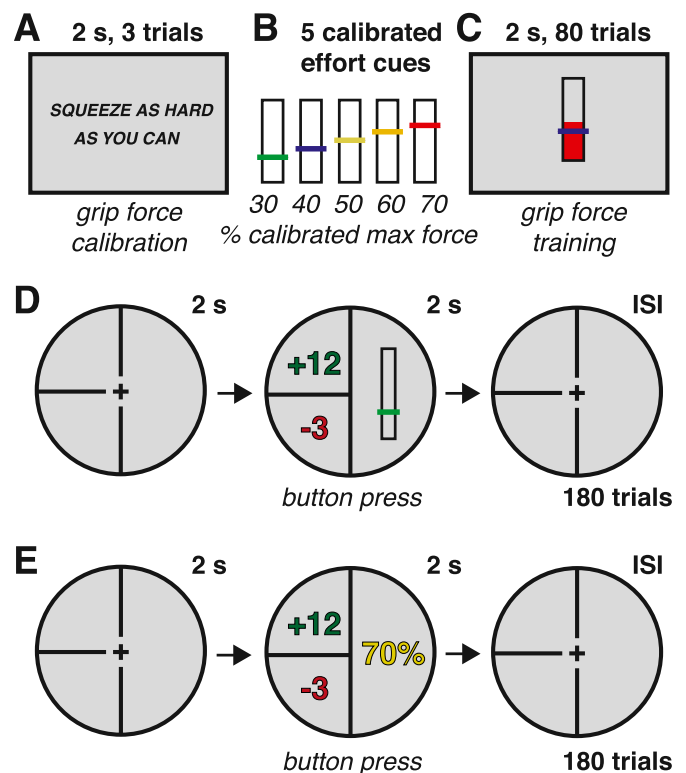 A 2 s, 3 trials
SQUEEZE AS HARD
AS YOU CAN
grip force
calibration
B 5 calibrated
effort cues
30 40 50 60 70
% calibrated max force
C 2 s, 80 trials
grip force
training
D 2 s 2 s ISI
+12
-3
button press
180 trials
E 2 s 2 s ISI
+12
70%
-3
button press
180 trials